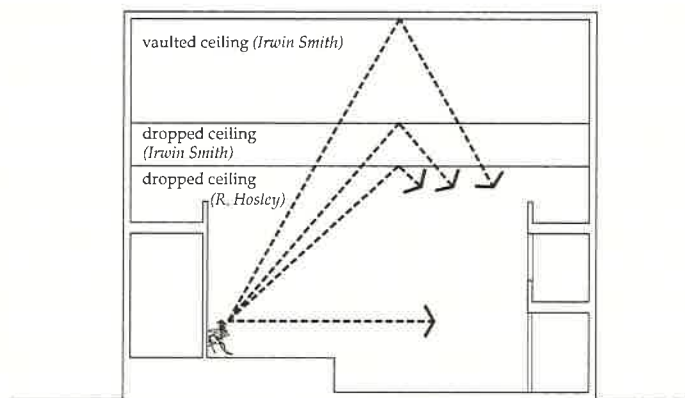 vaulted ceiling (Irwin Smith)
dropped ceiling
(Irwin Smith)
dropped ceiling
(R. Hosley)